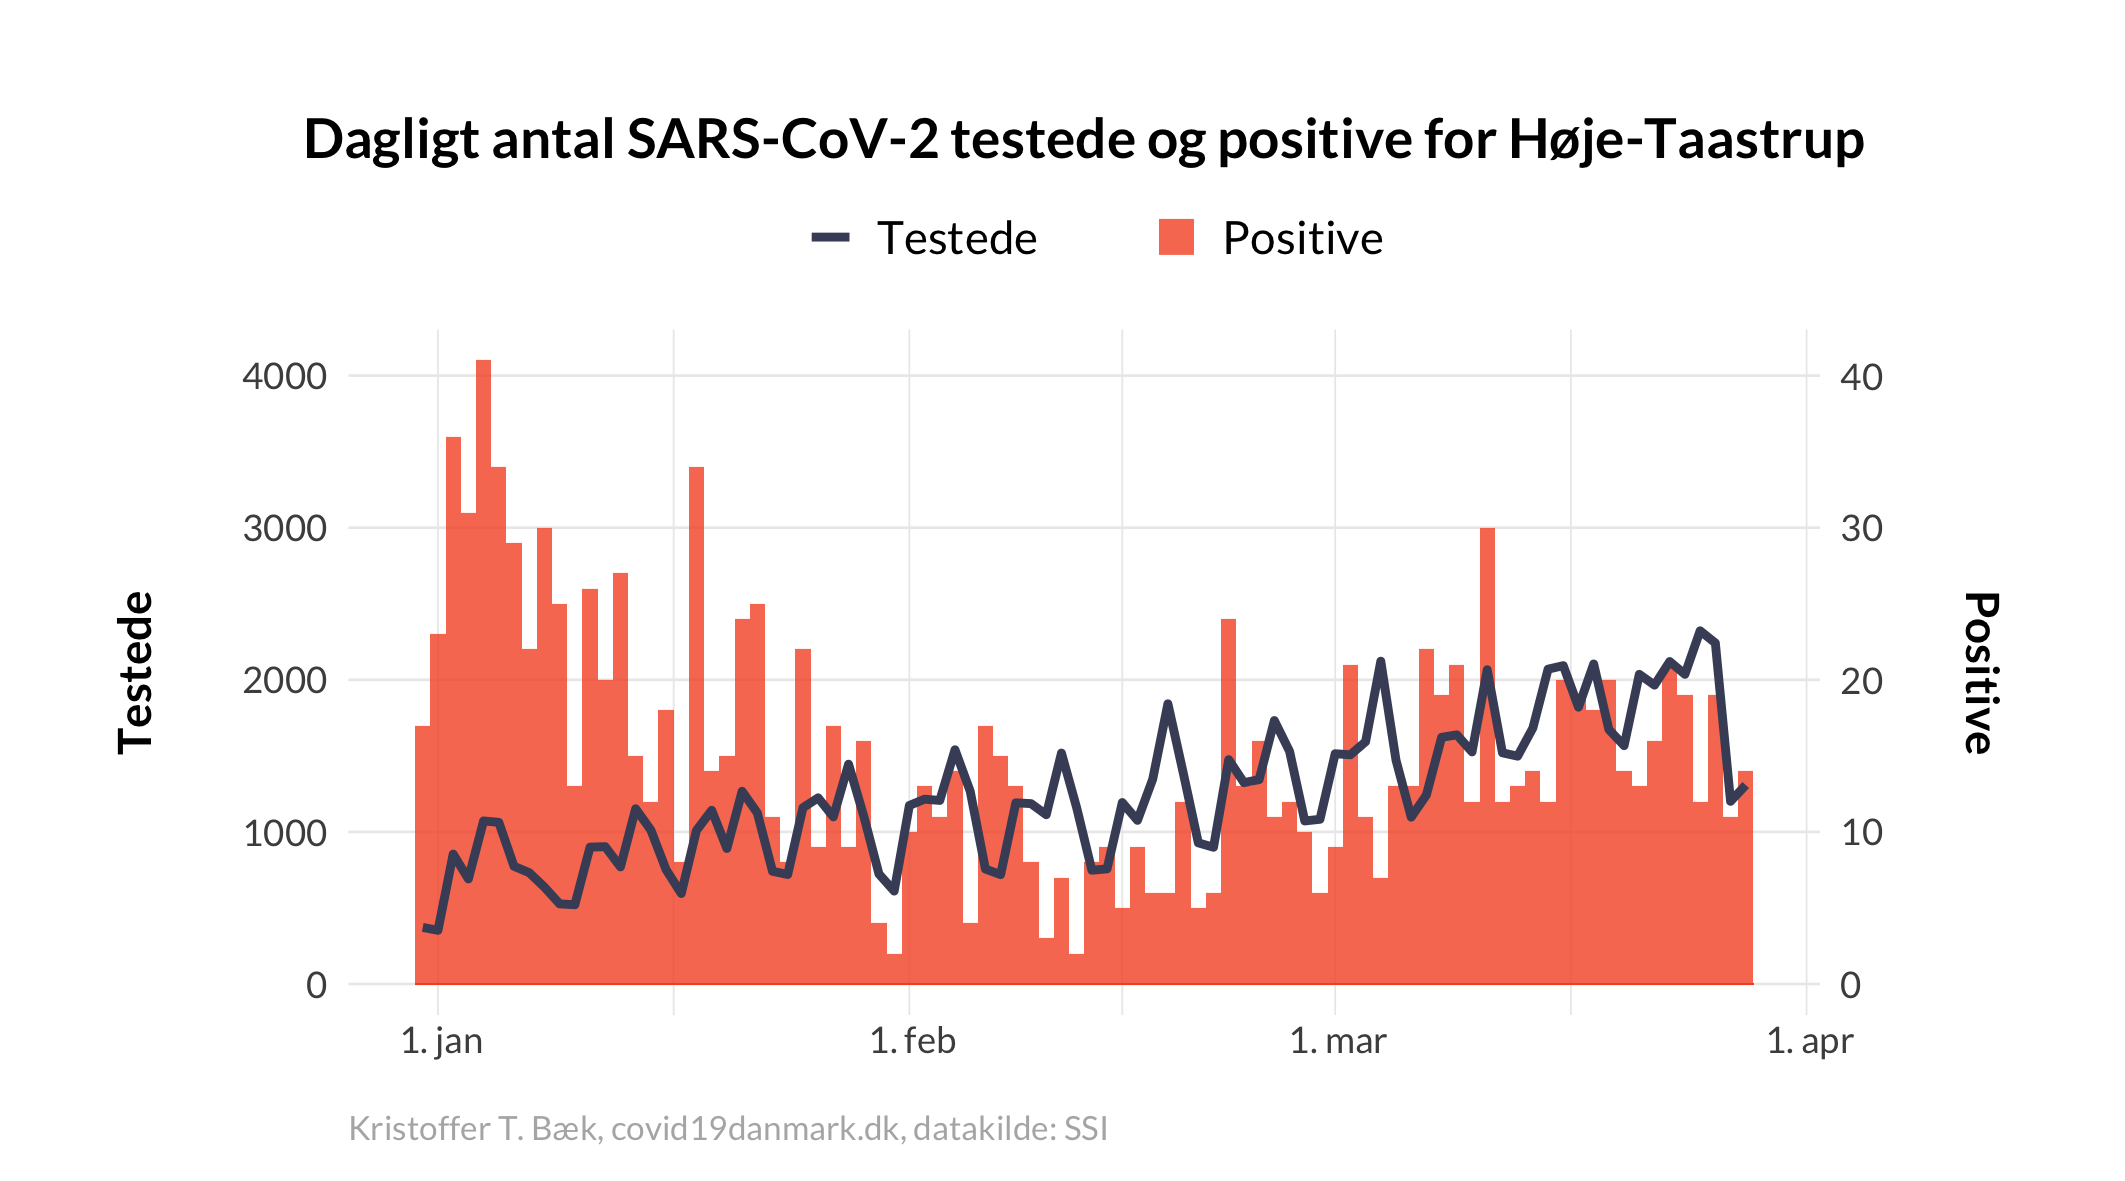 Dagligt antal SARS-CoV-2 testede og positive for Høje-Taastrup
Testede
Positive
Testede
4000
3000
2000
1000
0
40
30
20
10
0
Positive
1. jan
1. feb
1. mar
1. apr
Kristoffer T. Bæk, covid19danmark.dk, datakilde: SSI